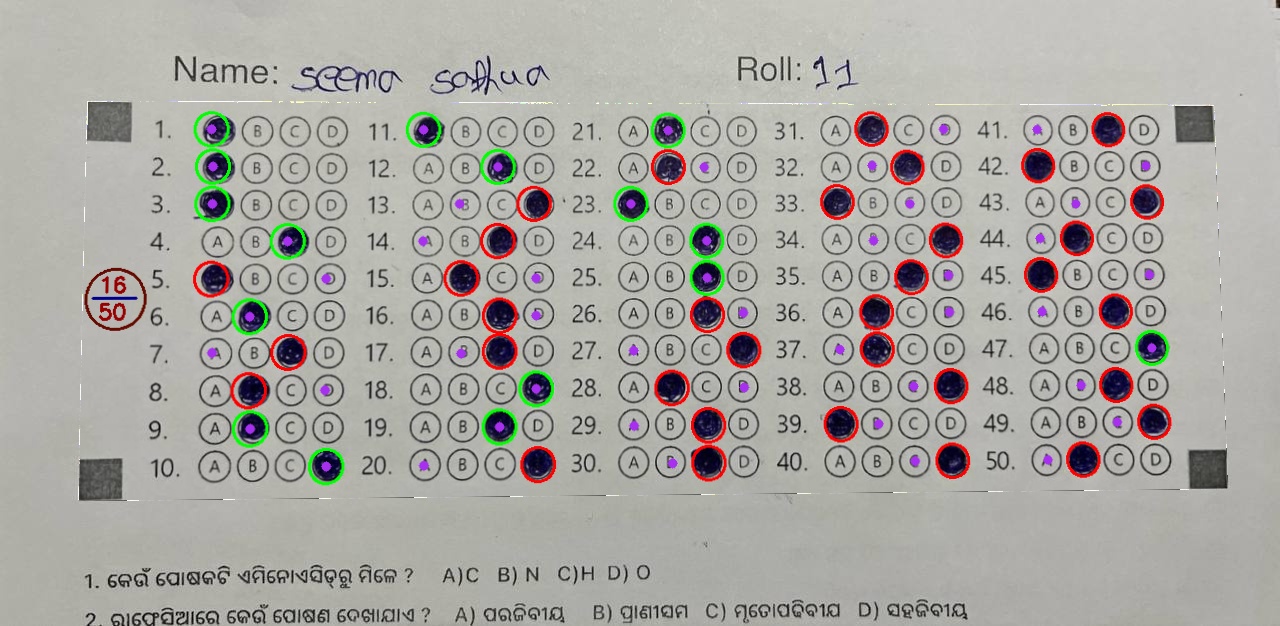 Name: seema sathua Roll: 11
1. B C D 11. B C D 21. A C D 31. A C D 41. A B D
2. B C D 12. A B D 22. A C D 32. A B D 42. B C D
3. B C D 13. A B C 23. B C D 33. B C D 43. A B C
4. A B D 14. A B D 24. A B D 34. A B C 44. A C D
5. B C D 15. A C D 25. A B D 35. A B D 45. B C D
16
50
6. A C D 16. A B D 26. A B D 36. A C D 46. A B D
7. A B D 17. A B D 27. A B C 37. A C D 47. A B C
8. A C D 18. A B C 28. A C D 38. A B C 48. A B D
9. A C D 19. A B D 29. A B D 39. B C D 49. A B C
10. A B C 20. A B C 30. A B D 40. A B C 50. A C D
1. କେଉଁ ପୋଷକଟି ଏମିନୋଏସିଡ୍‌ରୁ ମିଳେ ? A)C B) N C)H D) O
2. ରାଫ୍ଲେସିଆରେ କେଉଁ ପୋଷଣ ଦେଖାଯାଏ ? A) ପରଜିବୀୟ B) ପ୍ରାଣୀସମ C) ମୃତୋପଜିବୀୟ D) ସହଜିବୀୟ